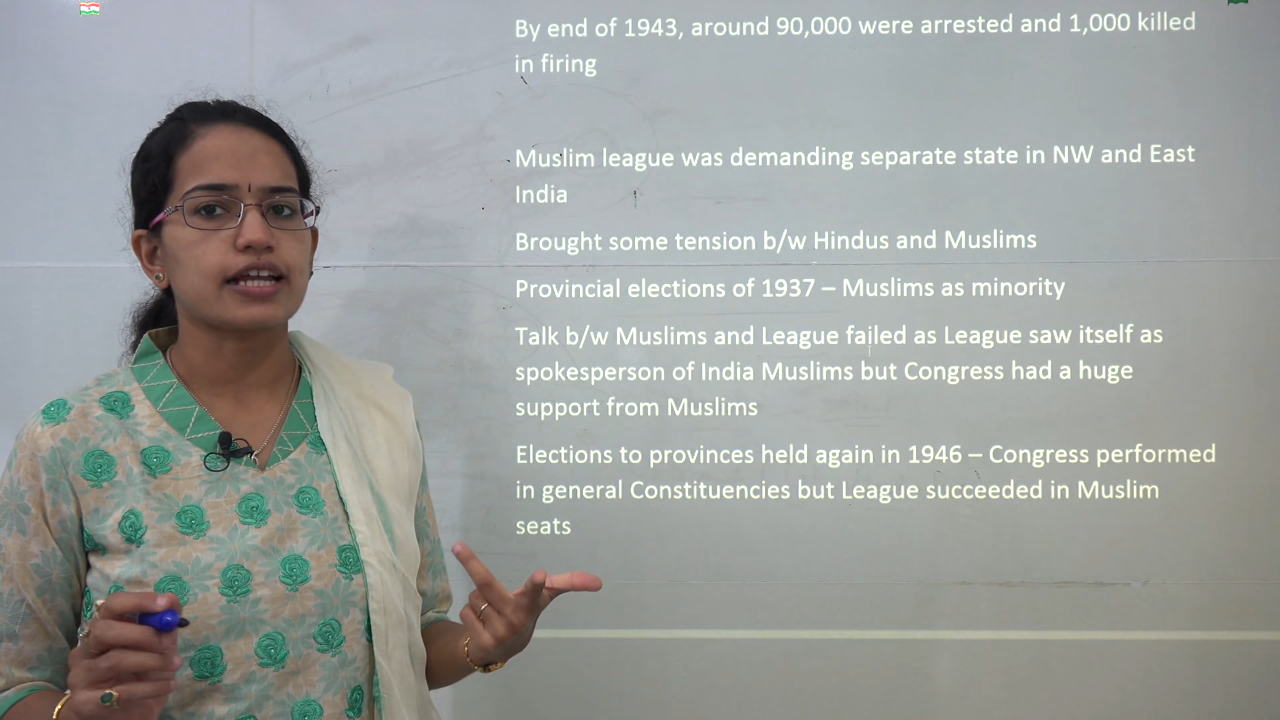 By end of 1943, around 90,000 were arrested and 1,000 killed
in firing
Muslim league was demanding separate state in NW and East
India
Brought some tension b/w Hindus and Muslims
Provincial elections of 1937 – Muslims as minority
Talk b/w Muslims and League failed as League saw itself as
spokesperson of India Muslims but Congress had a huge
support from Muslims
Elections to provinces held again in 1946 – Congress performed
in general Constituencies but League succeeded in Muslim
seats